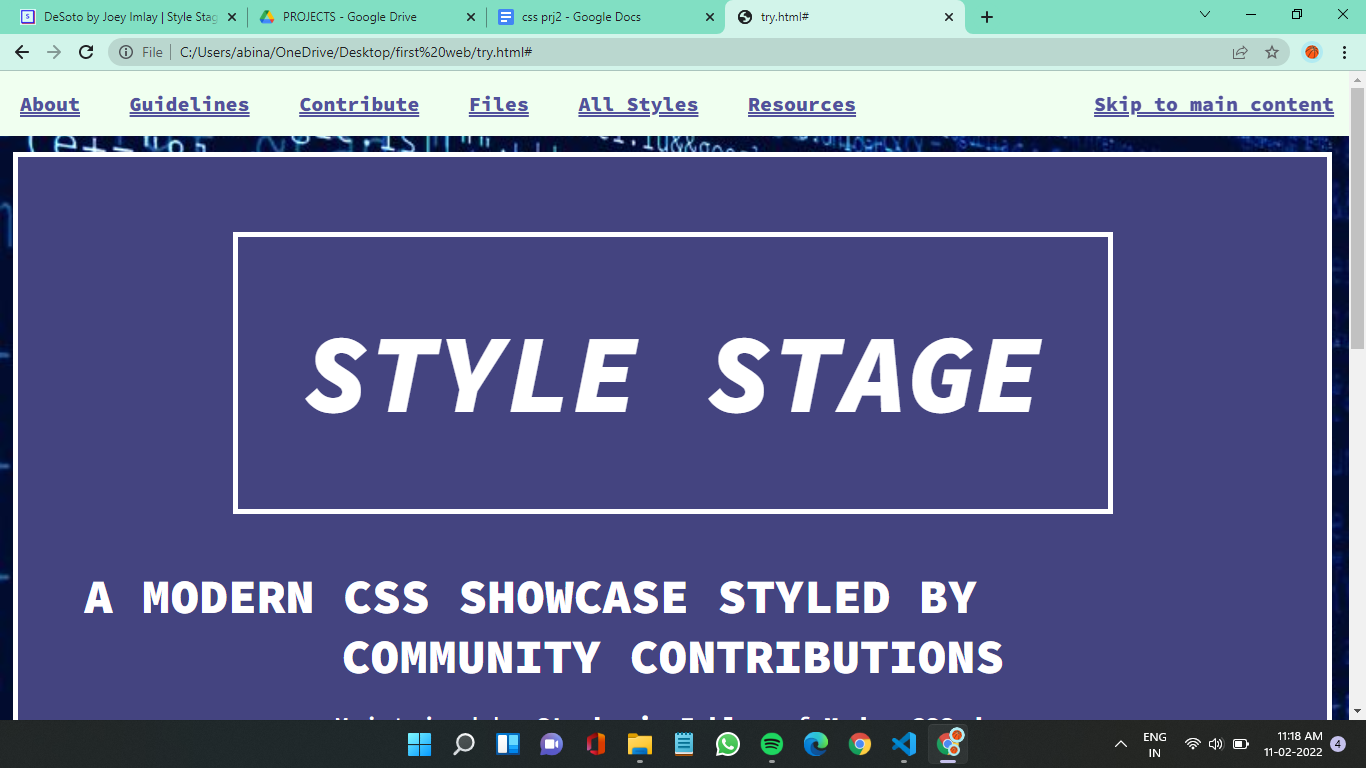 DeSoto by Joey Imlay | Style Stag
PROJECTS - Google Drive
css prj2 - Google Docs
try.html#
File
C:/Users/abina/OneDrive/Desktop/first%20web/try.html#
About Guidelines Contribute Files All Styles Resources Skip to main content
STYLE STAGE
A MODERN CSS SHOWCASE STYLED BY
COMMUNITY CONTRIBUTIONS
ENG
IN
11:18 AM
11-02-2022
4